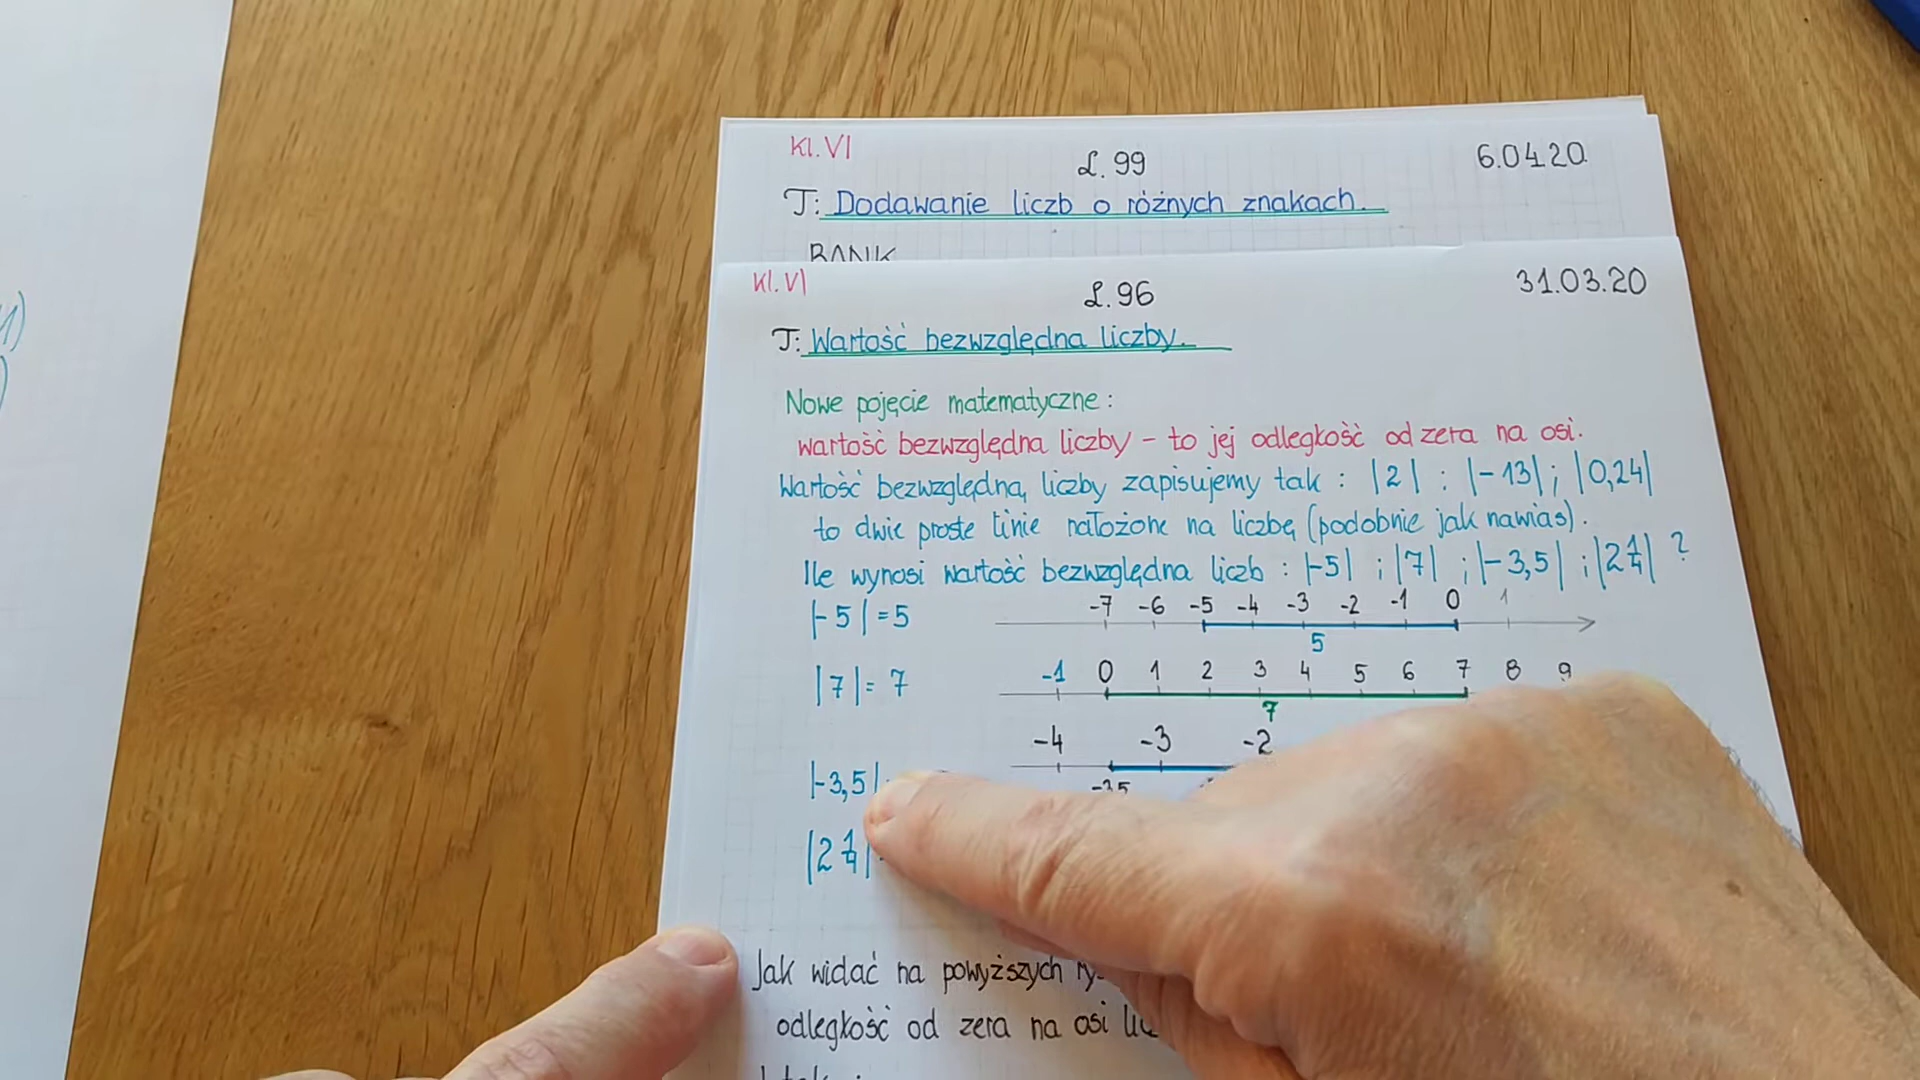 Kl. VI
L. 99
6.04.20
T: Dodawanie liczb o różnych znakach.
BANK
Kl. VI
L. 96
31.03.20
T: Wartość bezwzględna liczby.
Nowe pojęcie matematyczne:
wartość bezwzględna liczby – to jej odległość od zera na osi.
Wartość bezwzględną liczby zapisujemy tak : |2| ; |-13| ; |0,24|
to dwie proste linie nałożone na liczbę (podobnie jak nawias).
Ile wynosi wartość bezwzględna liczb : |-5| ; |7| ; |-3,5| ; |2 1/4| ?
|-5| = 5
-7 -6 -5 -4 -3 -2 -1 0 1
5
|7| = 7
-1 0 1 2 3 4 5 6 7 8 9
7
-4 -3 -2
|-3,5|
-3,5
|2 1/4|
Jak widać na powyższych
odległość od zera na osi